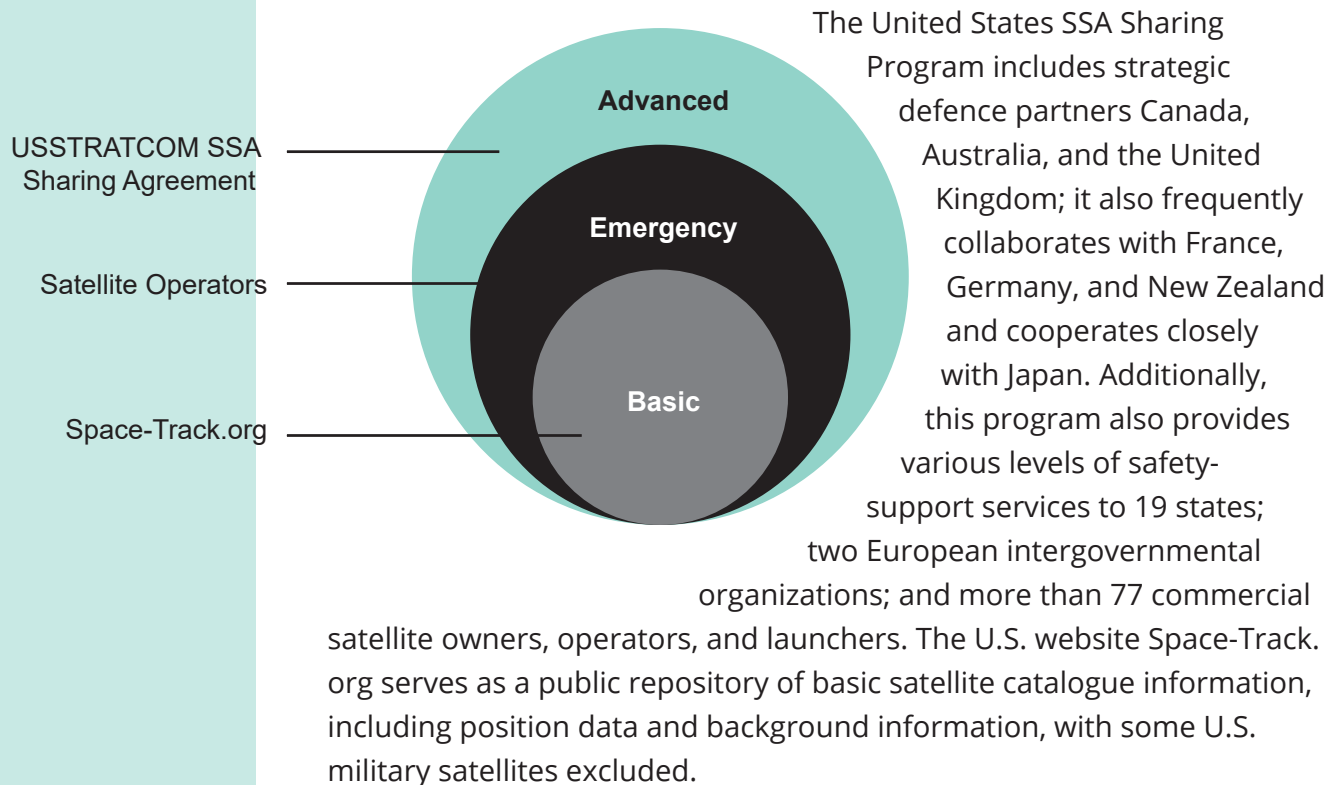 USSTRATCOM SSA
Sharing Agreement
Satellite Operators
Space-Track.org
Advanced
Emergency
Basic
The United States SSA Sharing
Program includes strategic
defence partners Canada,
Australia, and the United
Kingdom; it also frequently
collaborates with France,
Germany, and New Zealand
and cooperates closely
with Japan. Additionally,
this program also provides
various levels of safety-
support services to 19 states;
two European intergovernmental
organizations; and more than 77 commercial
satellite owners, operators, and launchers. The U.S. website Space-Track.
org serves as a public repository of basic satellite catalogue information,
including position data and background information, with some U.S.
military satellites excluded.